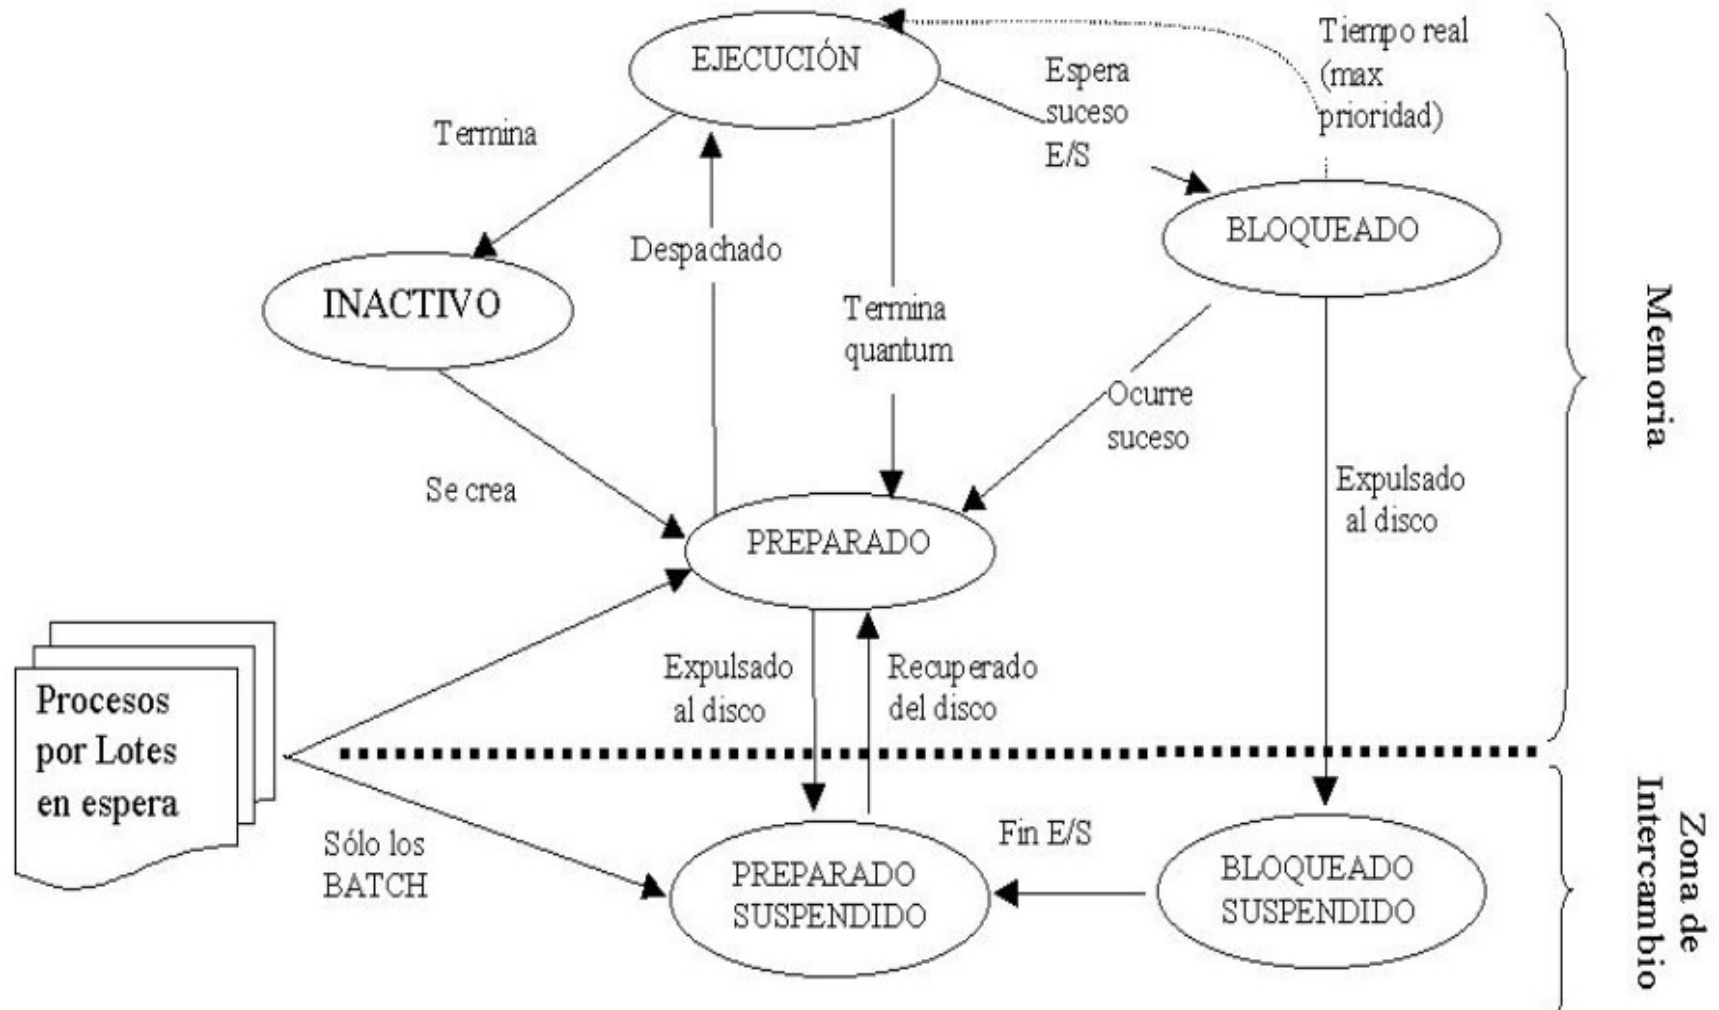 EJECUCIÓN
Tiempo real
(max
prioridad)
Espera
suceso
E/S
Termina
BLOQUEADO
Despachado
INACTIVO
Termina
quantum
Memoria
Ocurre
suceso
Se crea
Expulsado
al disco
PREPARADO
Expulsado
al disco
Recuperado
del disco
Procesos
por Lotes
en espera
Sólo los
BATCH
Fin E/S
PREPARADO
SUSPENDIDO
BLOQUEADO
SUSPENDIDO
Zona de
Intercambio